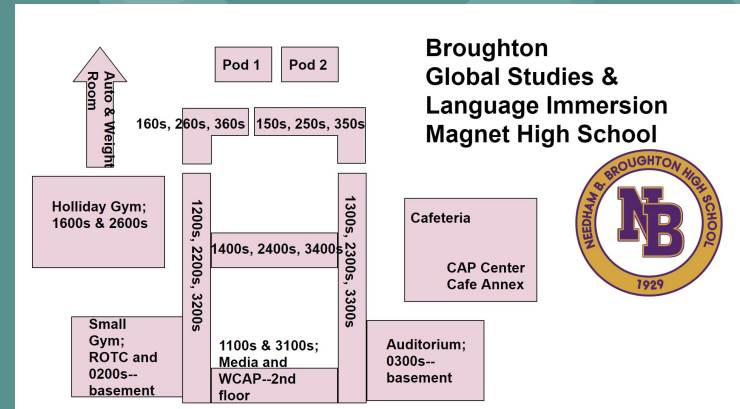 Broughton
Global Studies &
Language Immersion
Magnet High School
Pod 1
Pod 2
Auto & Weight
Room
160s, 260s, 360s
150s, 250s, 350s
Holliday Gym;
1600s & 2600s
1200s, 2200s, 3200s
1300s, 2300s, 3300s
1400s, 2400s, 3400s
Cafeteria
CAP Center
Cafe Annex
NEEDHAM B. BROUGHTON HIGH SCHOOL
NB
1929
Small
Gym;
ROTC and
0200s--
basement
1100s & 3100s;
Media and
WCAP--2nd
floor
Auditorium;
0300s--
basement